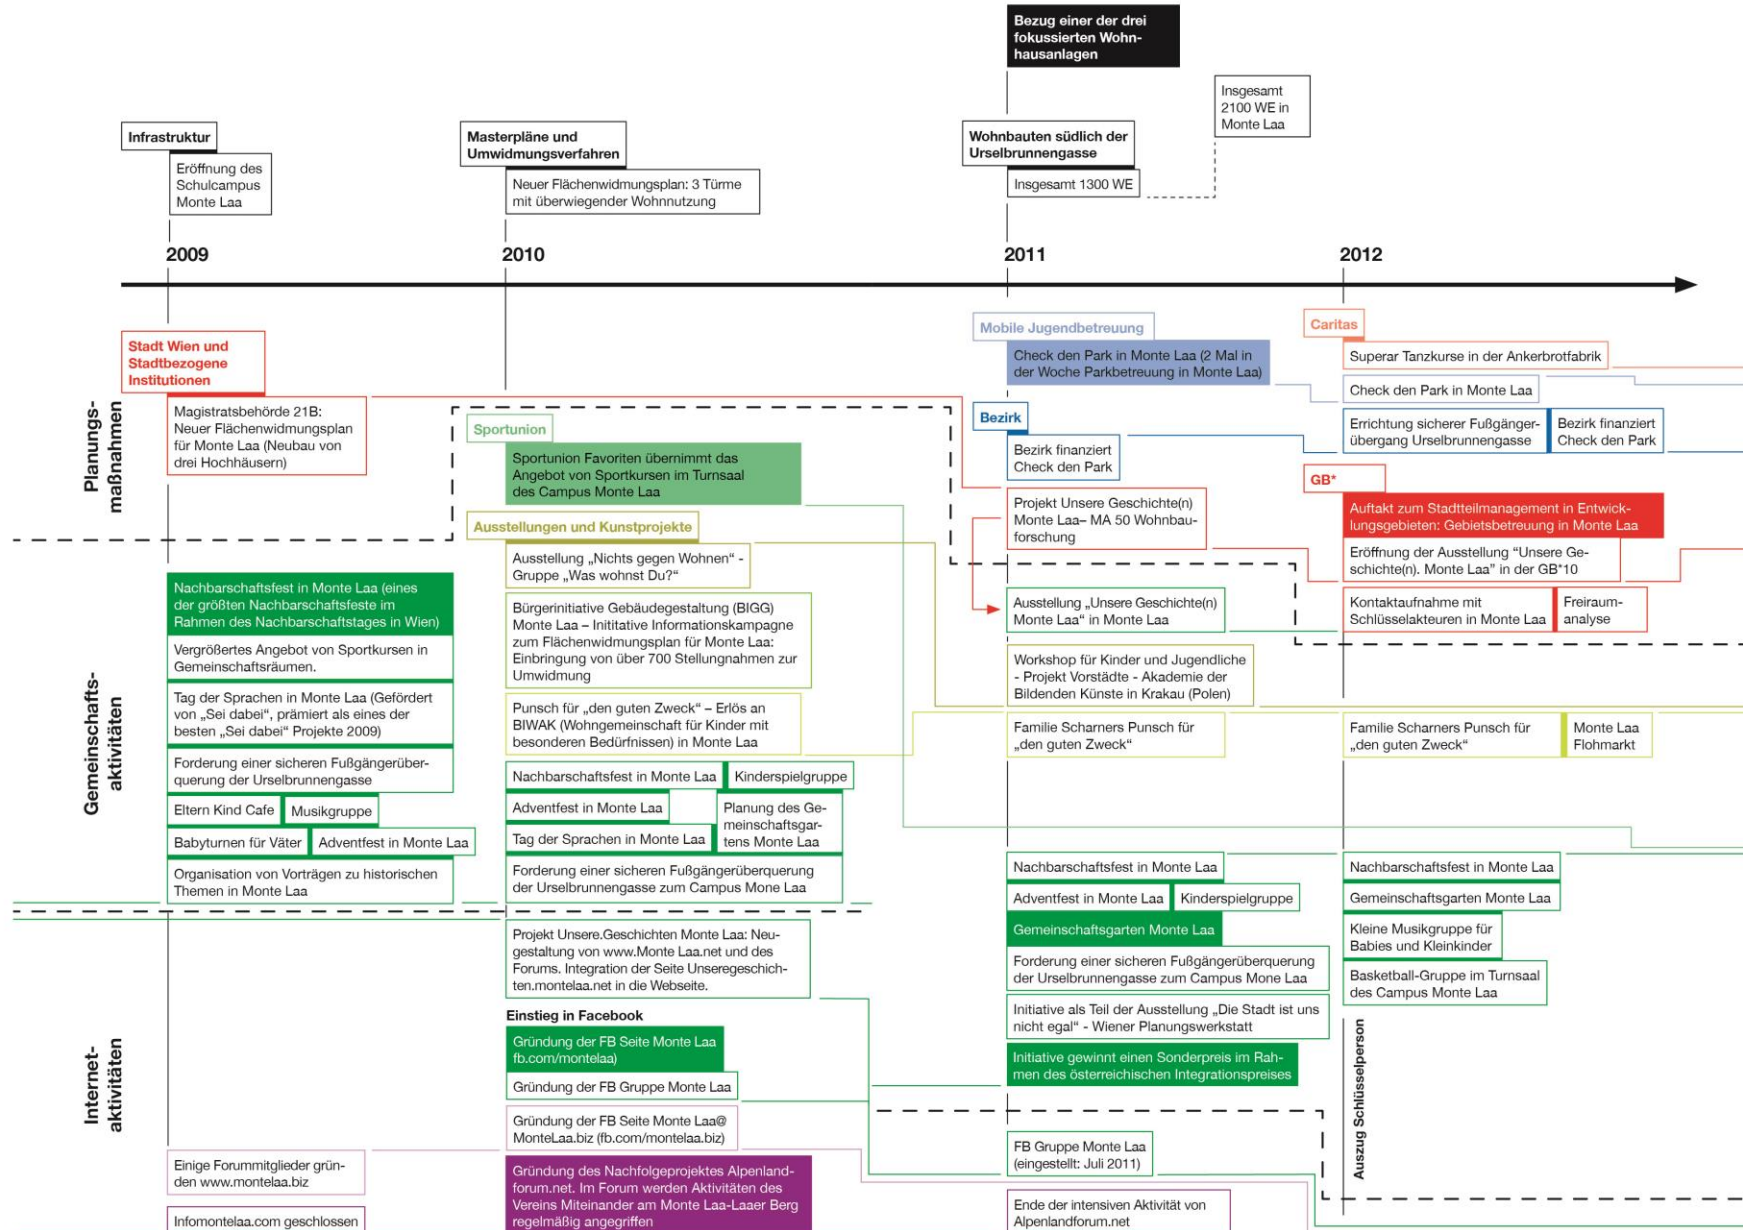 Bezug einer der drei
fokussierten Wohn-
hausanlagen
Insgesamt
2100 WE in
Monte Laa
Infrastruktur
Eröffnung des
Schulcampus
Monte Laa
Masterpläne und
Umwidmungsverfahren
Neuer Flächenwidmungsplan: 3 Türme
mit überwiegender Wohnnutzung
Wohnbauten südlich der
Urselbrunnengasse
Insgesamt 1300 WE
2009
2010
2011
2012
Planungs-
maßnahmen
Stadt Wien und
Stadtbezogene
Institutionen
Magistratsbehörde 21B:
Neuer Flächenwidmungsplan
für Monte Laa (Neubau von
drei Hochhäusern)
Sportunion
Sportunion Favoriten übernimmt das
Angebot von Sportkursen im Turnsaal
des Campus Monte Laa
Mobile Jugendbetreuung
Check den Park in Monte Laa (2 Mal in
der Woche Parkbetreuung in Monte Laa)
Bezirk
Bezirk finanziert
Check den Park
Projekt Unsere Geschichte(n)
Monte Laa– MA 50 Wohnbau-
forschung
Caritas
Superar Tanzkurse in der Ankerbrotfabrik
Check den Park in Monte Laa
Errichtung sicherer Fußgänger-
übergang Urselbrunnengasse
Bezirk finanziert
Check den Park
GB*
Auftakt zum Stadtteilmanagement in Entwick-
lungsgebieten: Gebietsbetreuung in Monte Laa
Eröffnung der Ausstellung "Unsere Ge-
schichte(n). Monte Laa" in der GB*10
Kontaktaufnahme mit
Schlüsselakteuren in Monte Laa
Freiraum-
analyse
Gemeinschafts-
aktivitäten
Nachbarschaftsfest in Monte Laa (eines
der größten Nachbarschaftsfeste im
Rahmen des Nachbarschaftstages in Wien)
Vergrößertes Angebot von Sportkursen in
Gemeinschaftsräumen.
Tag der Sprachen in Monte Laa (Gefördert
von „Sei dabei“, prämiert als eines der
besten „Sei dabei“ Projekte 2009)
Forderung einer sicheren Fußgängerüber-
querung der Urselbrunnengasse
Eltern Kind Cafe
Musikgruppe
Babyturnen für Väter
Adventfest in Monte Laa
Organisation von Vorträgen zu historischen
Themen in Monte Laa
Ausstellungen und Kunstprojekte
Ausstellung „Nichts gegen Wohnen“ -
Gruppe „Was wohnst Du?“
Bürgerinitiative Gebäudegestaltung (BIGG)
Monte Laa – Inititative Informationskampagne
zum Flächenwidmungsplan für Monte Laa:
Einbringung von über 700 Stellungnahmen zur
Umwidmung
Punsch für „den guten Zweck“ – Erlös an
BIWAK (Wohngemeinschaft für Kinder mit
besonderen Bedürfnissen) in Monte Laa
Nachbarschaftsfest in Monte Laa
Kinderspielgruppe
Adventfest in Monte Laa
Planung des Ge-
meinschaftsgar-
tens Monte Laa
Tag der Sprachen in Monte Laa
Forderung einer sicheren Fußgängerüberquerung
der Urselbrunnengasse zum Campus Mone Laa
Ausstellung „Unsere Geschichte(n)
Monte Laa“ in Monte Laa
Workshop für Kinder und Jugendliche
- Projekt Vorstädte - Akademie der
Bildenden Künste in Krakau (Polen)
Familie Scharners Punsch für
„den guten Zweck“
Familie Scharners Punsch für
„den guten Zweck“
Monte Laa
Flohmarkt
Nachbarschaftsfest in Monte Laa
Adventfest in Monte Laa
Kinderspielgruppe
Gemeinschaftsgarten Monte Laa
Forderung einer sicheren Fußgängerüberquerung
der Urselbrunnengasse zum Campus Mone Laa
Initiative als Teil der Ausstellung „Die Stadt ist uns
nicht egal“ - Wiener Planungswerkstatt
Initiative gewinnt einen Sonderpreis im Rah-
men des österreichischen Integrationspreises
Nachbarschaftsfest in Monte Laa
Gemeinschaftsgarten Monte Laa
Kleine Musikgruppe für
Babies und Kleinkinder
Basketball-Gruppe im Turnsaal
des Campus Monte Laa
Auszug Schlüsselperson
Internet-
aktivitäten
Einige Forummitglieder grün-
den www.montelaa.biz
Infomontelaa.com geschlossen
Projekt Unsere.Geschichten Monte Laa: Neu-
gestaltung von www.Monte Laa.net und des
Forums. Integration der Seite Unseregeschich-
ten.montelaa.net in die Webseite.
Einstieg in Facebook
Gründung der FB Seite Monte Laa
fb.com/montelaa)
Gründung der FB Gruppe Monte Laa
Gründung der FB Seite Monte Laa@
MonteLaa.biz (fb.com/montelaa.biz)
Gründung des Nachfolgeprojektes Alpenland-
forum.net. Im Forum werden Aktivitäten des
Vereins Miteinander am Monte Laa-Laaer Berg
regelmäßig angegriffen
FB Gruppe Monte Laa
(eingestellt: Juli 2011)
Ende der intensiven Aktivität von
Alpenlandforum.net